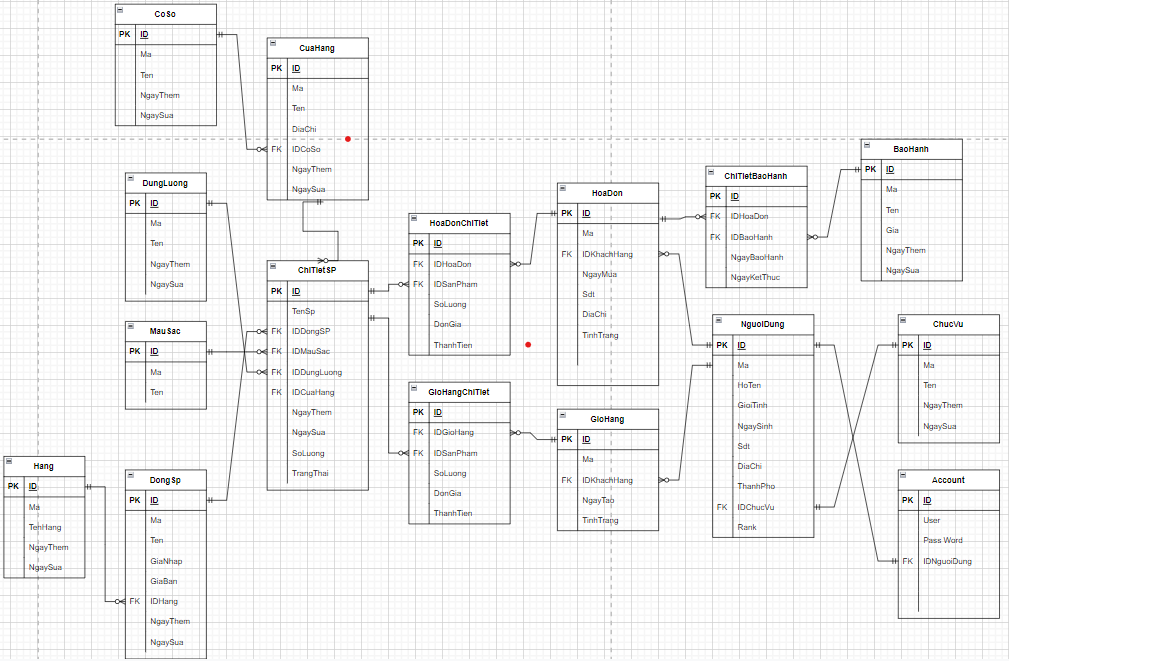 CoSo
PK ID
Ma
Ten
NgayThem
NgaySua
CuaHang
PK ID
Ma
Ten
DiaChi
FK IDCoSo
NgayThem
NgaySua
DungLuong
PK ID
Ma
Ten
NgayThem
NgaySua
MauSac
PK ID
Ma
Ten
Hang
PK ID
Ma
TenHang
NgayThem
NgaySua
DongSp
PK ID
Ma
Ten
GiaNhap
GiaBan
FK IDHang
NgayThem
NgaySua
ChiTietSP
PK ID
TenSp
FK IDDongSP
FK IDMauSac
FK IDDungLuong
FK IDCuaHang
NgayThem
NgaySua
SoLuong
TrangThai
HoaDonChiTiet
PK ID
FK IDHoaDon
FK IDSanPham
SoLuong
DonGia
ThanhTien
GioHangChiTiet
PK ID
FK IDGioHang
FK IDSanPham
SoLuong
DonGia
ThanhTien
HoaDon
PK ID
Ma
FK IDKhachHang
NgayMua
Sdt
DiaChi
TinhTrang
GioHang
PK ID
Ma
FK IDKhachHang
NgayTao
TinhTrang
ChiTietBaoHanh
PK ID
FK IDHoaDon
FK IDBaoHanh
NgayBaoHanh
NgayKetThuc
BaoHanh
PK ID
Ma
Ten
Gia
NgayThem
NgaySua
NguoiDung
PK ID
Ma
HoTen
GioiTinh
NgaySinh
Sdt
DiaChi
ThanhPho
FK IDChucVu
Rank
ChucVu
PK ID
Ma
Ten
NgayThem
NgaySua
Account
PK ID
User
Pass Word
FK IDNguoiDung